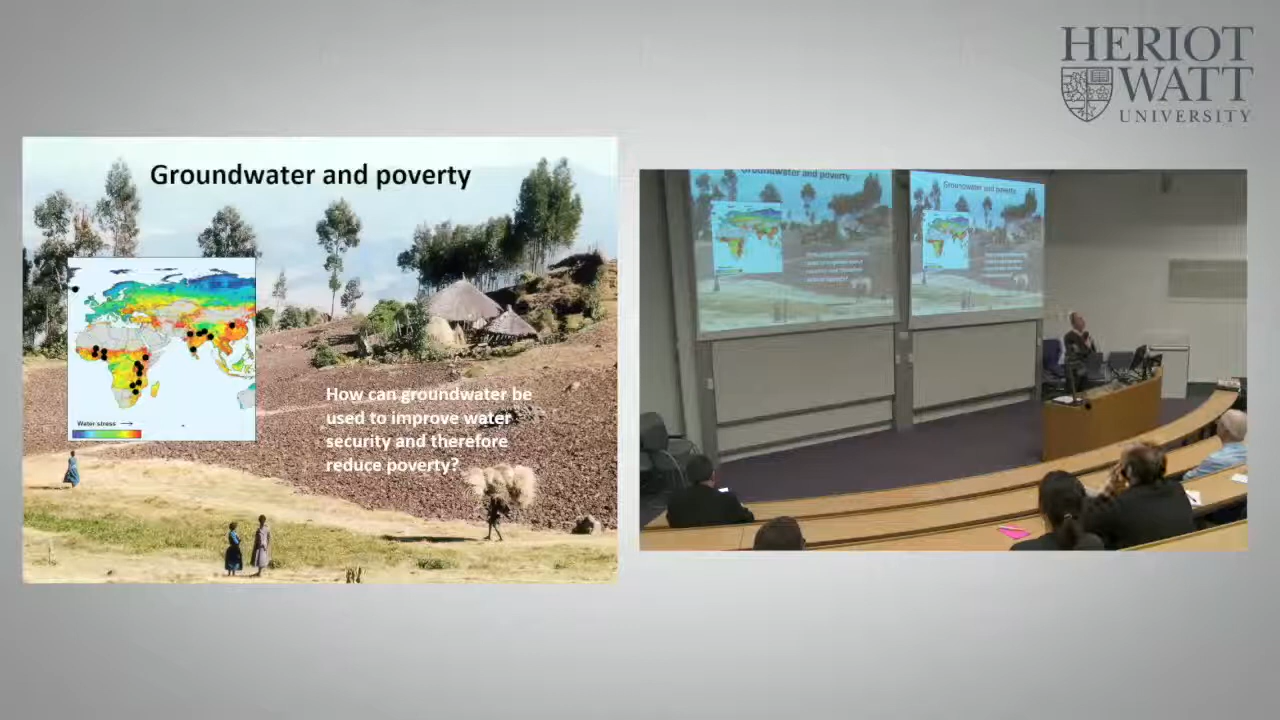 HERIOT
WATT
UNIVERSITY
Groundwater and poverty
How can groundwater be
used to improve water
security and therefore
reduce poverty?
Water stress
Groundwater and poverty
Groundwater and poverty